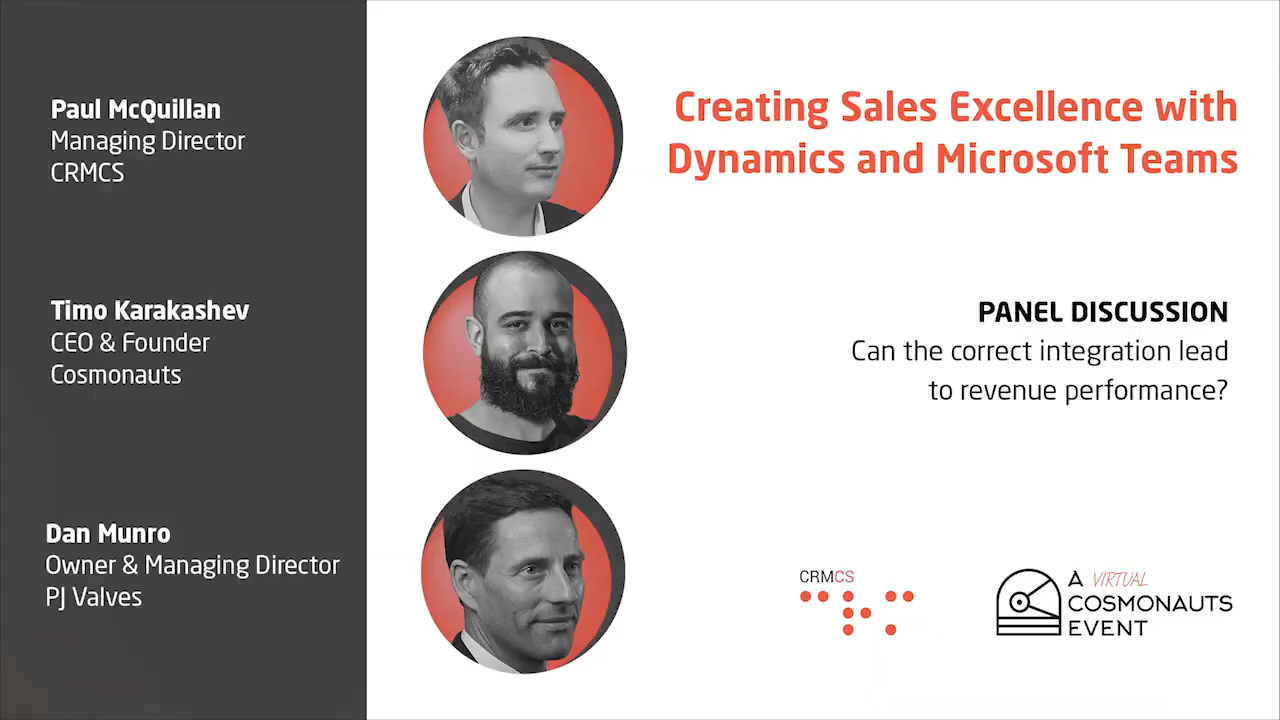 Paul McQuillan
Managing Director
CRMCS
Timo Karakashev
CEO & Founder
Cosmonauts
Dan Munro
Owner & Managing Director
PJ Valves
Creating Sales Excellence with
Dynamics and Microsoft Teams
PANEL DISCUSSION
Can the correct integration lead
to revenue performance?
CRMCS
A VIRTUAL
COSMONAUTS
EVENT